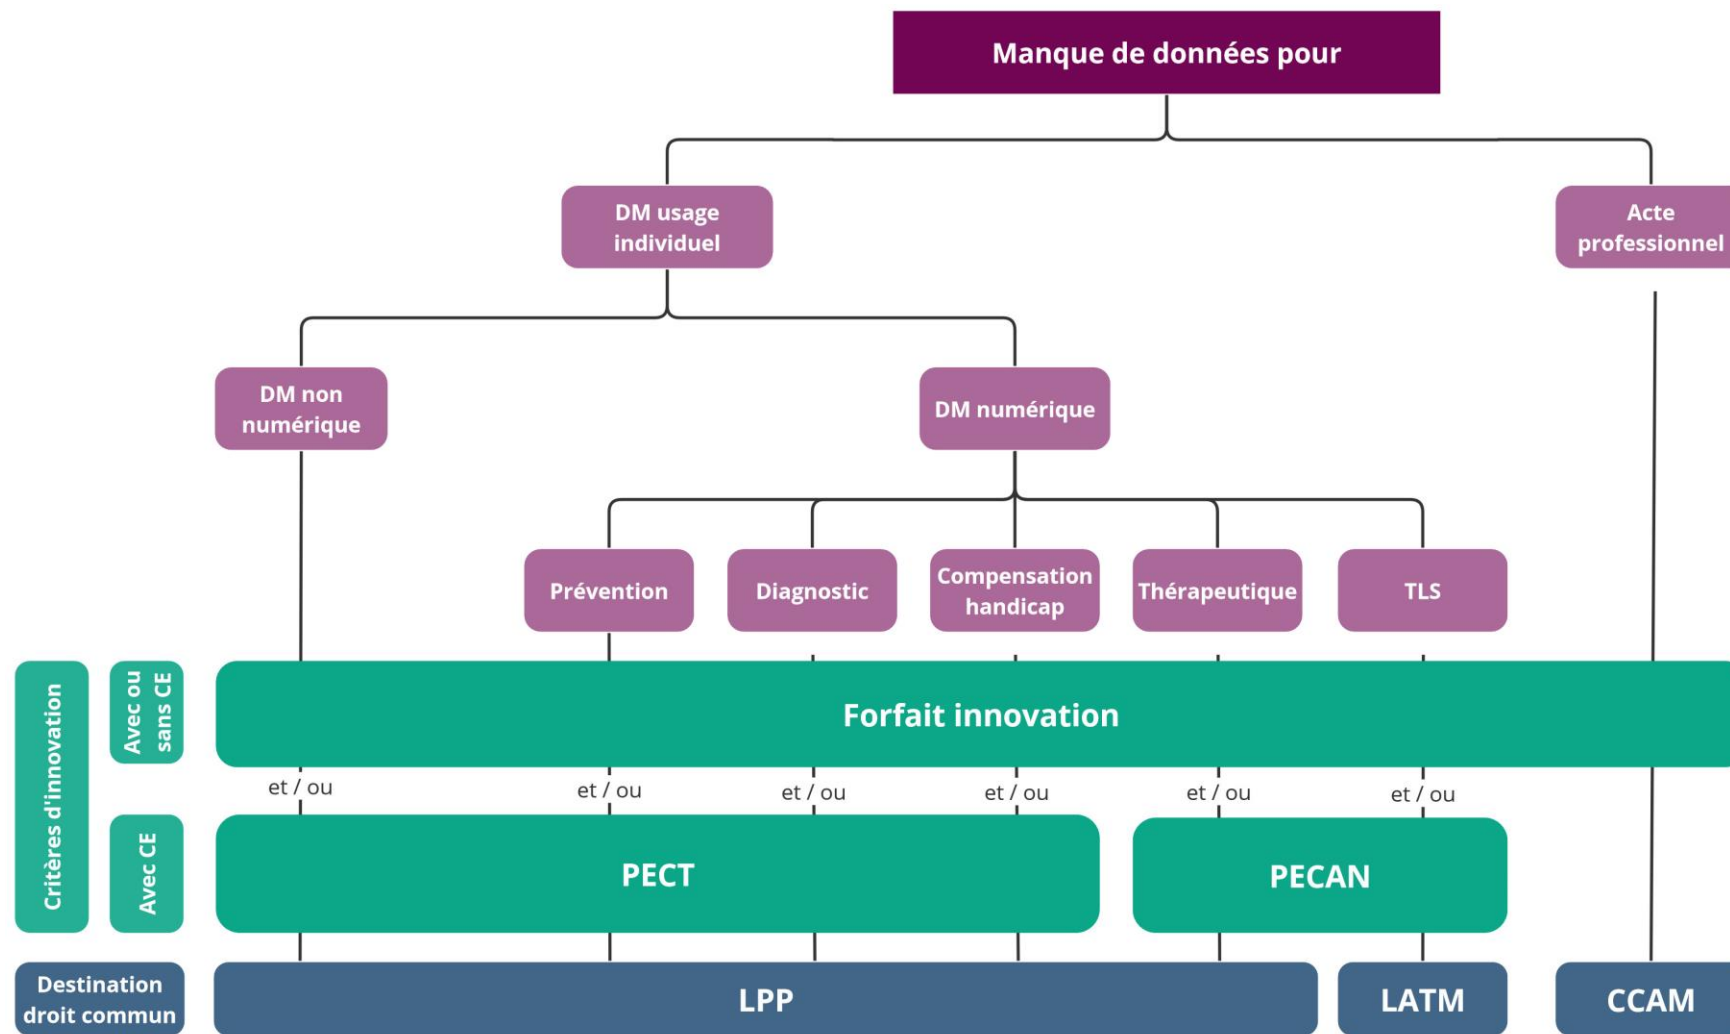 Manque de données pour
DM usage
individuel
Acte
professionnel
DM non
numérique
DM numérique
Prévention
Diagnostic
Compensation
handicap
Thérapeutique
TLS
Critères d'innovation
Avec ou
sans CE
Forfait innovation
et / ou
et / ou
et / ou
et / ou
et / ou
et / ou
Avec CE
PECT
PECAN
Destination
droit commun
LPP
LATM
CCAM